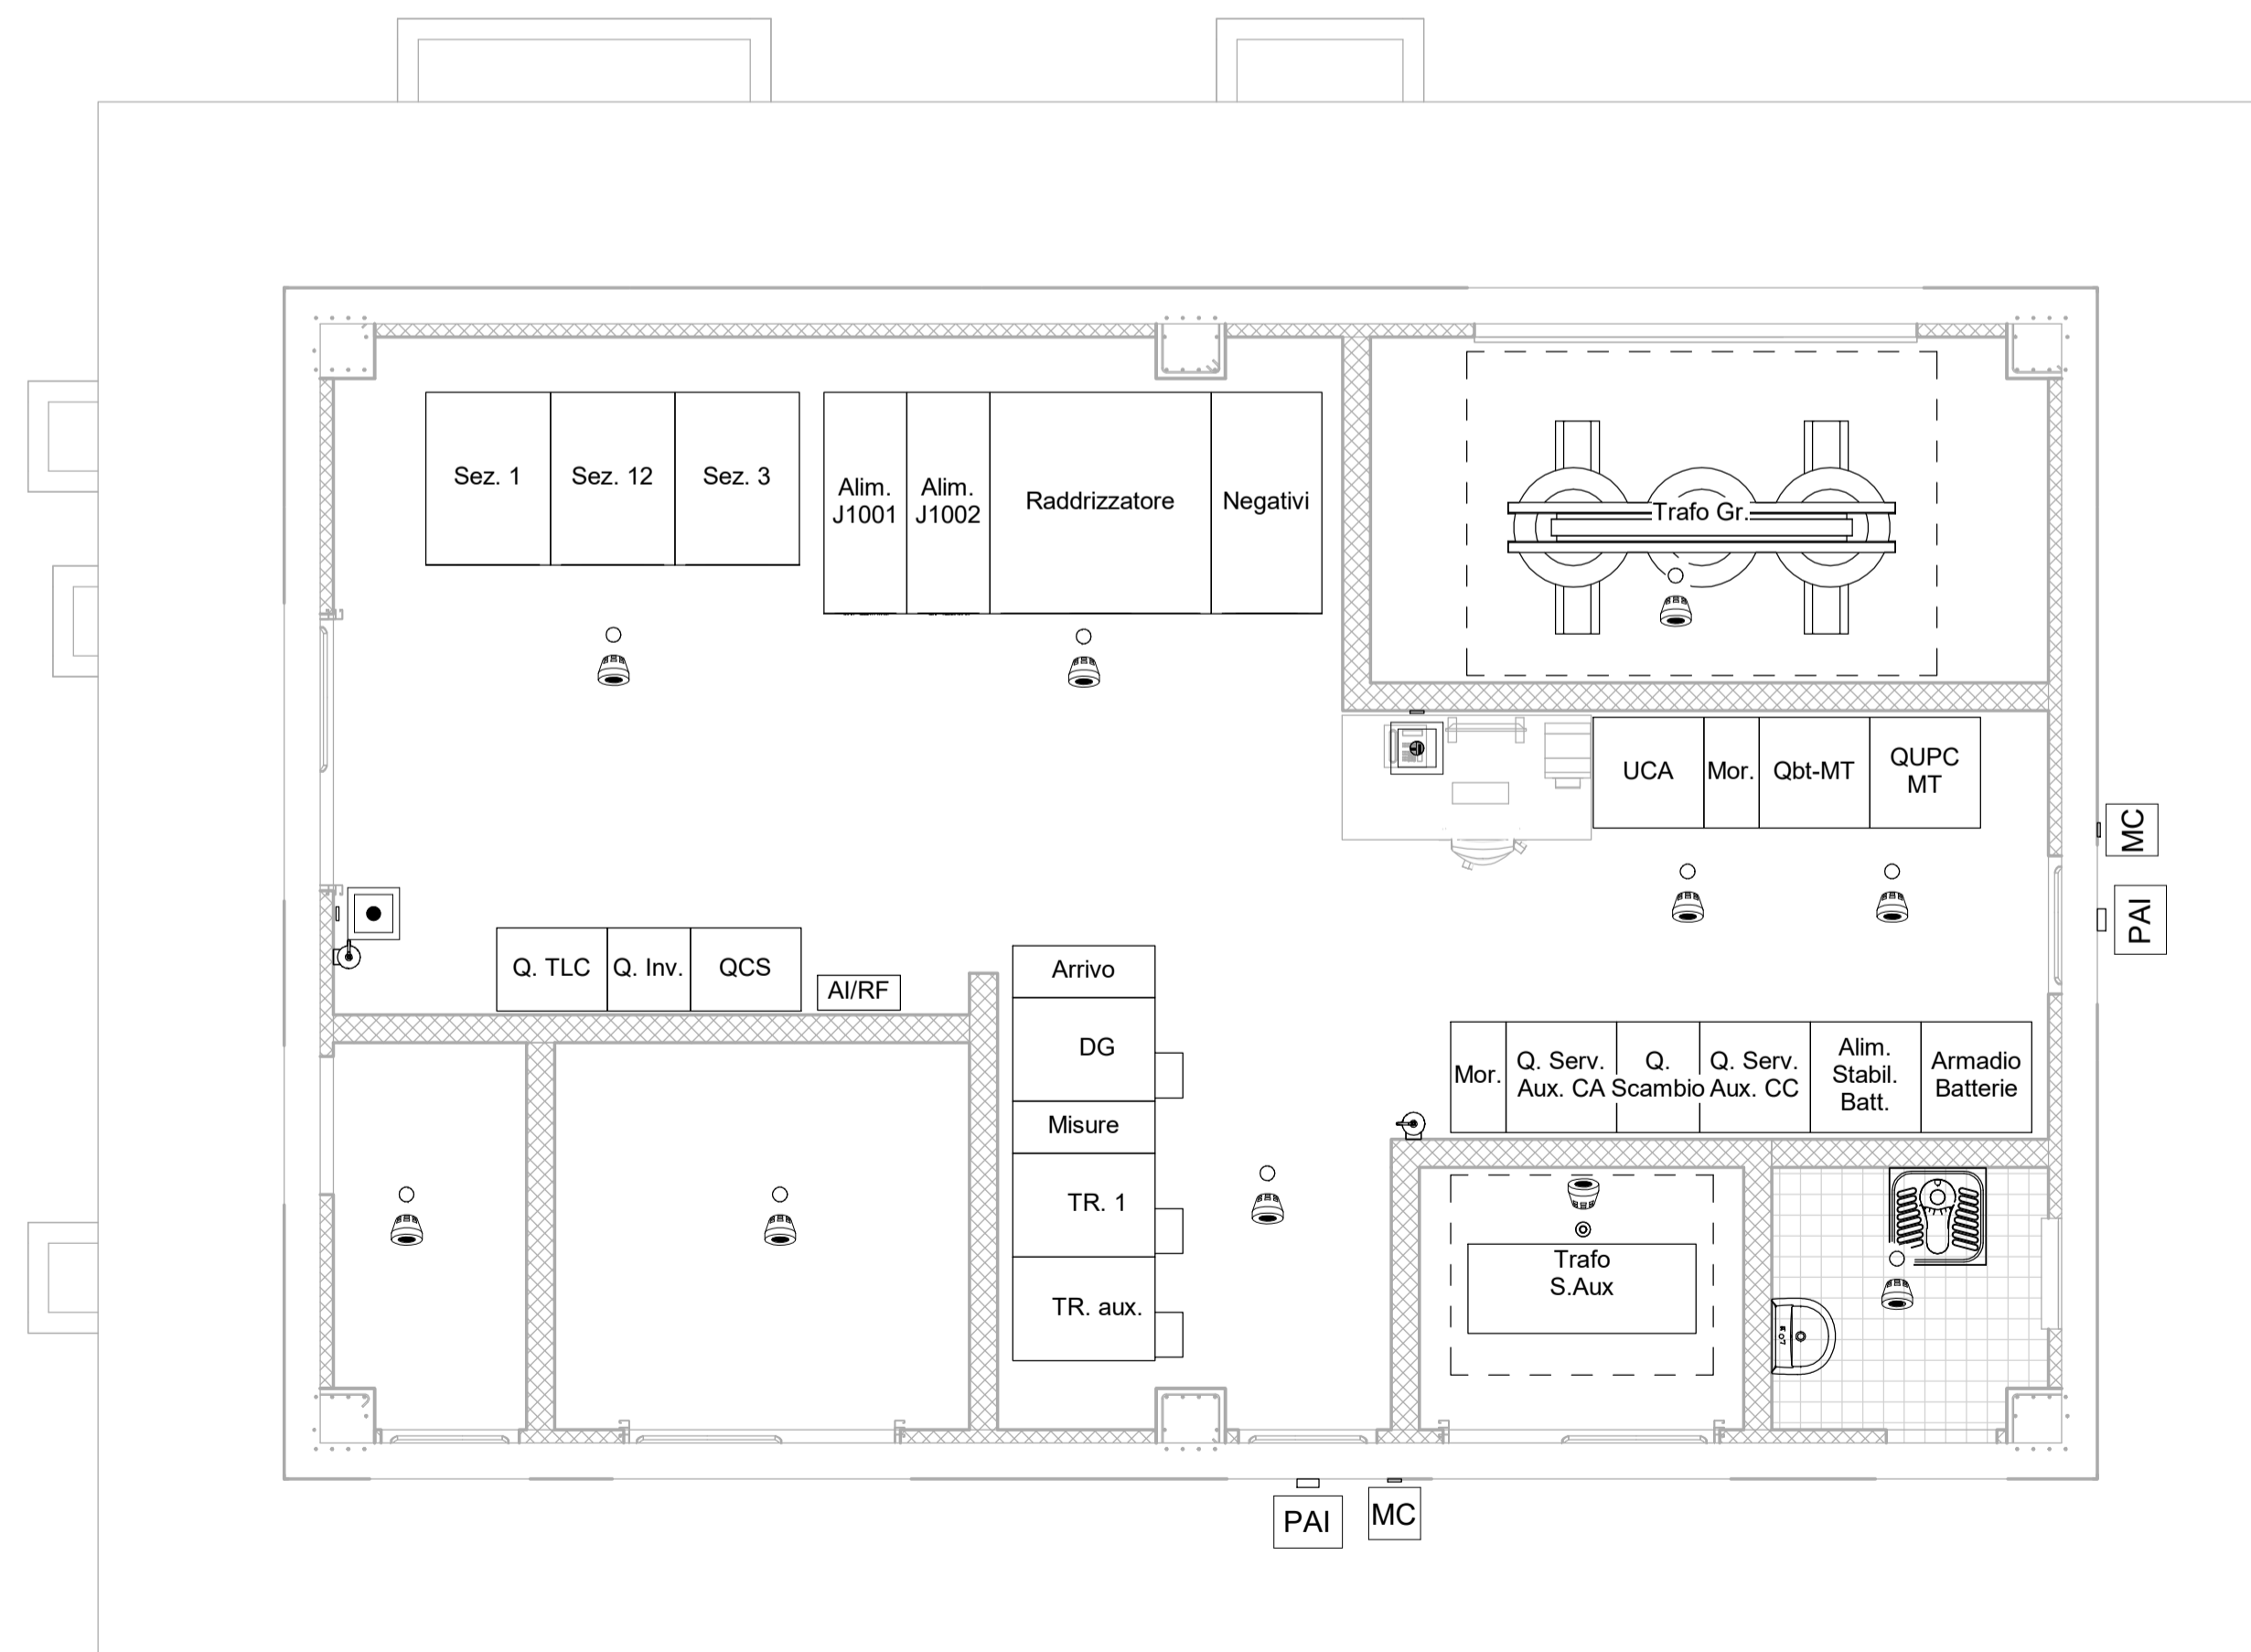 Sez. 1
Sez. 12
Sez. 3
Alim.
J1001
Alim.
J1002
Raddrizzatore
Negativi
Trafo Gr.
UCA
Mor.
Qbt-MT
QUPC
MT
MC
PAI
Q. TLC
Q. Inv.
QCS
AI/RF
Arrivo
DG
Misure
TR. 1
TR. aux.
Mor.
Q. Serv.
Aux. CA
Q.
Scambio
Q. Serv.
Aux. CC
Alim.
Stabil.
Batt.
Armadio
Batterie
Trafo
S.Aux
PAI
MC